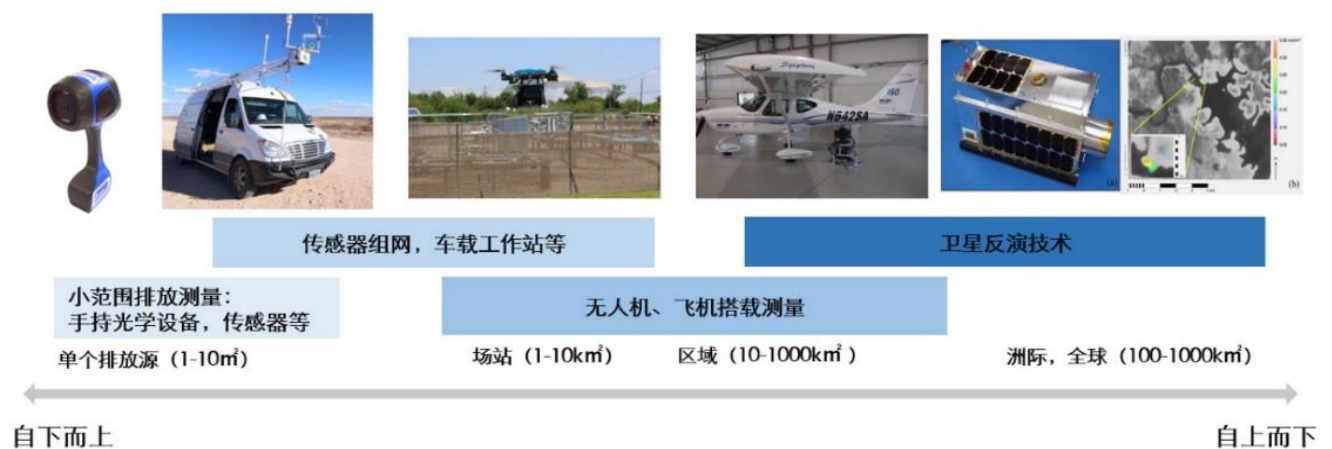 Symphony
160
N642SA
(a)
(b)
传感器组网，车载工作站等
卫星反演技术
小范围排放测量：
手持光学设备，传感器等
无人机、飞机搭载测量
单个排放源（1-10㎡）
场站（1-10k㎡）
区域（10-1000k㎡）
洲际，全球（100-1000k㎡）
自下而上
自上而下